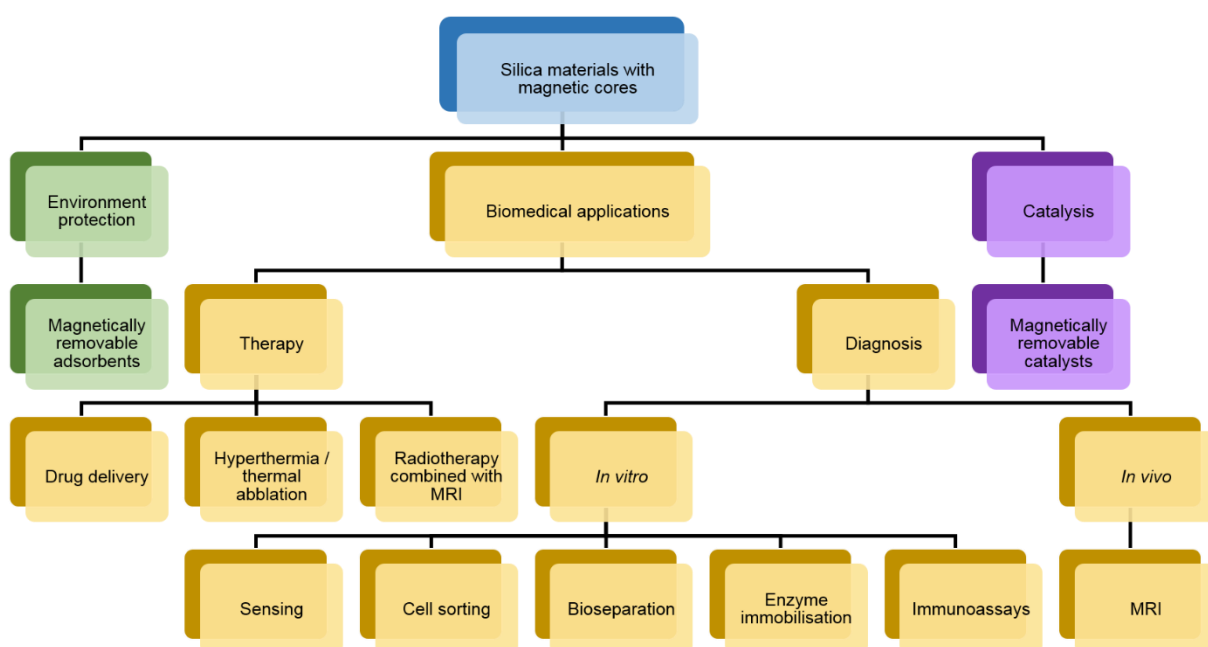 Silica materials with
magnetic cores
Environment
protection
Biomedical applications
Catalysis
Magnetically
removable
adsorbents
Therapy
Diagnosis
Magnetically
removable
catalysts
Drug delivery
Hyperthermia /
thermal
abblation
Radiotherapy
combined with
MRI
In vitro
In vivo
Sensing
Cell sorting
Bioseparation
Enzyme
immobilisation
Immunoassays
MRI